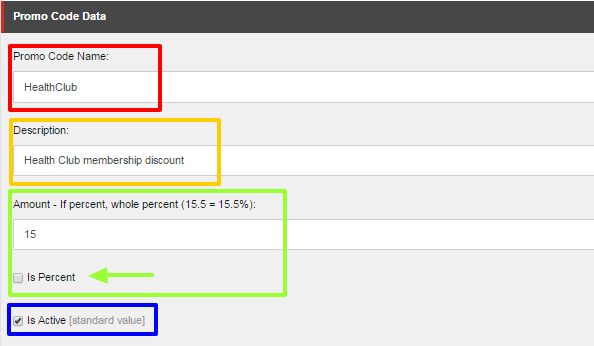 Promo Code Data
Promo Code Name:
HealthClub
Description:
Health Club membership discount
Amount - If percent, whole percent (15.5 = 15.5%):
15
Is Percent
Is Active [standard value]